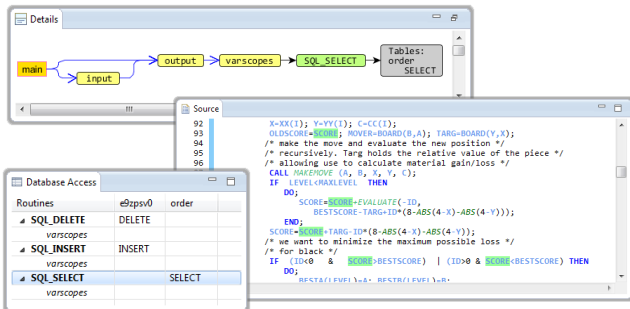 Details
main
input
output
varscopes
SQL_SELECT
Tables:
order
SELECT
Source
92 X=XX(I); Y=YY(I); C=CC(I);
93 OLDSCORE=SCORE; MOVER=BOARD(B,A); TARG=BOARD(Y,X);
94 /* make the move and evaluate the new position */
95 /* recursively. Targ holds the relative value of the piece */
96 /* allowing use to calculate material gain/loss */
CALL MAKEMOVE (A, B, X, Y, C);
IF LEVEL<MAXLEVEL THEN
DO;
SCORE=SCORE+EVALUATE(-ID,
BESTSCORE-TARG+ID*(8-ABS(4-X)-ABS(4-Y)));
END;
SCORE=SCORE+TARG-ID*(8-ABS(4-X)-ABS(4-Y));
/* we want to minimize the maximum possible loss */
/* for black */
IF (ID<0 & SCORE>BESTSCORE) | (ID>0 & SCORE<BESTSCORE) THEN
DO;
BESTA(LEVEL)=A; BESTB(LEVEL)=B;
Database Access
Routines e9zpsv0 order
SQL_DELETE DELETE
varscopes
SQL_INSERT INSERT
varscopes
SQL_SELECT SELECT
varscopes